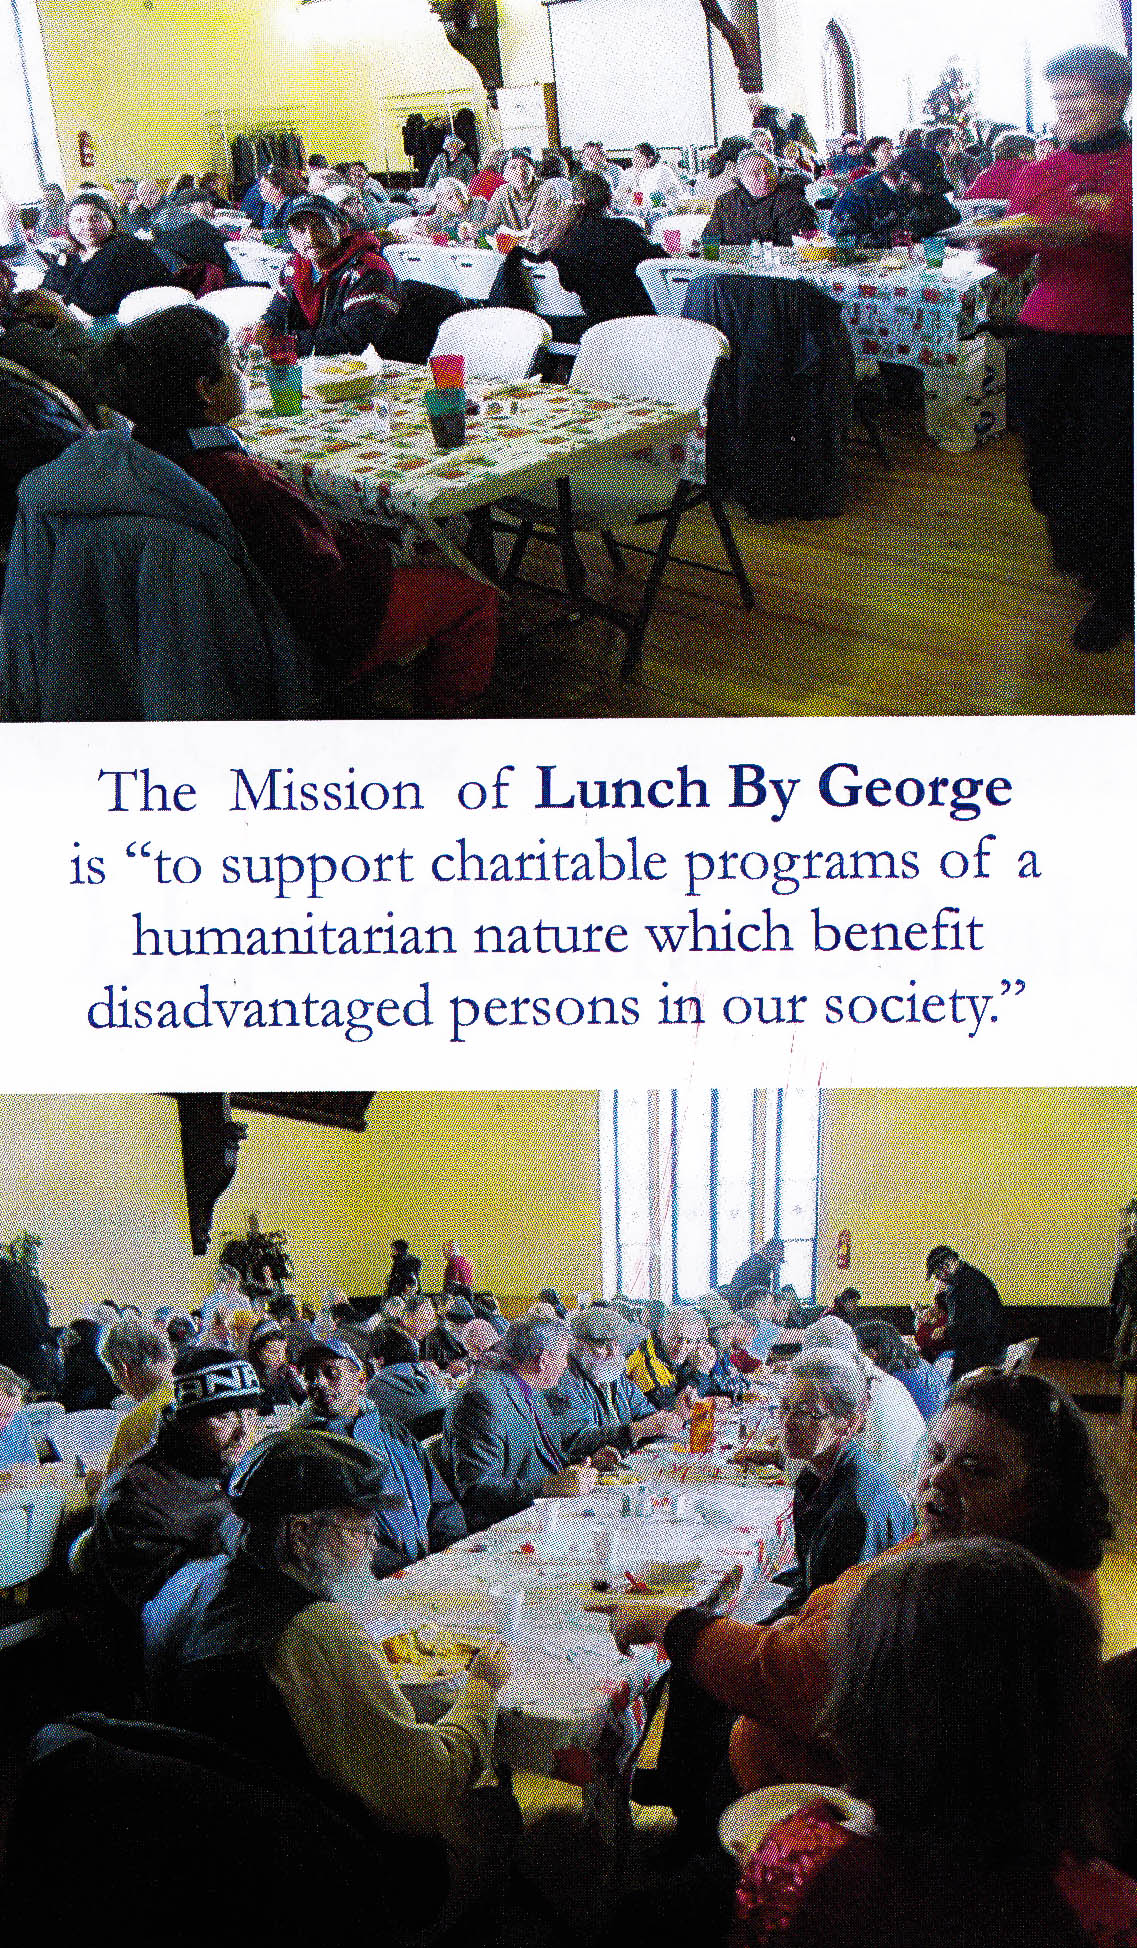 The Mission of Lunch By George
is “to support charitable programs of a
humanitarian nature which benefit
disadvantaged persons in our society.”